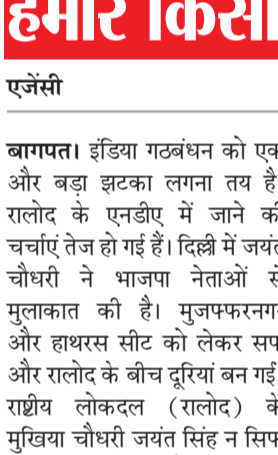 हमारे किसा
एजेंसी
बागपत। इंडिया गठबंधन को एक
और बड़ा झटका लगना तय है
रालोद के एनडीए में जाने की
चर्चाएं तेज हो गई हैं। दिल्ली में जयंत
चौधरी ने भाजपा नेताओं से
मुलाकात की है। मुजफ्फरनग
और हाथरस सीट को लेकर सप
और रालोद के बीच दूरियां बन गई
राष्ट्रीय लोकदल (रालोद) के
मुखिया चौधरी जयंत सिंह न सिर्फ